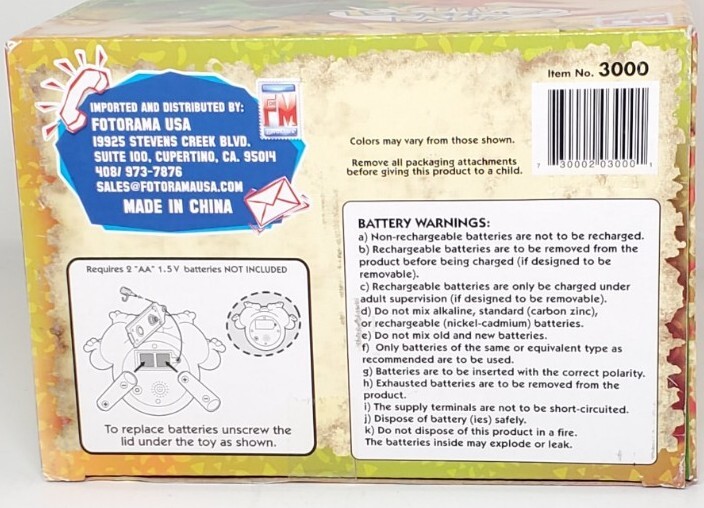 IMPORTED AND DISTRIBUTED BY:
FOTORAMA USA
19925 STEVENS CREEK BLVD.
SUITE 100, CUPERTINO, CA. 95014
408/ 973-7876
SALES@FOTORAMAUSA.COM
MADE IN CHINA
FM
Item No. 3000
7 30002 03000 1
Colors may vary from those shown.
Remove all packaging attachments
before giving this product to a child.
Requires 2 "AA" 1.5V batteries NOT INCLUDED
To replace batteries unscrew the
lid under the toy as shown.
BATTERY WARNINGS:
a) Non-rechargeable batteries are not to be recharged.
b) Rechargeable batteries are to be removed from the
product before being charged (if designed to be
removable).
c) Rechargeable batteries are only be charged under
adult supervision (if designed to be removable).
d) Do not mix alkaline, standard (carbon zinc),
or rechargeable (nickel-cadmium) batteries.
e) Do not mix old and new batteries.
f) Only batteries of the same or equivalent type as
recommended are to be used.
g) Batteries are to be inserted with the correct polarity.
h) Exhausted batteries are to be removed from the
product.
i) The supply terminals are not to be short-circuited.
j) Dispose of battery (ies) safely.
k) Do not dispose of this product in a fire.
The batteries inside may explode or leak.